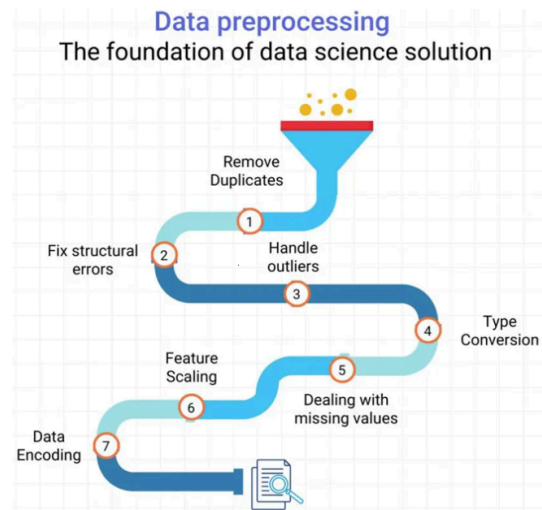 Data preprocessing
The foundation of data science solution
Remove
Duplicates
1
Fix structural
errors
2
Handle
outliers
3
4
Type
Conversion
Feature
Scaling
5
Dealing with
missing values
6
Data
Encoding
7